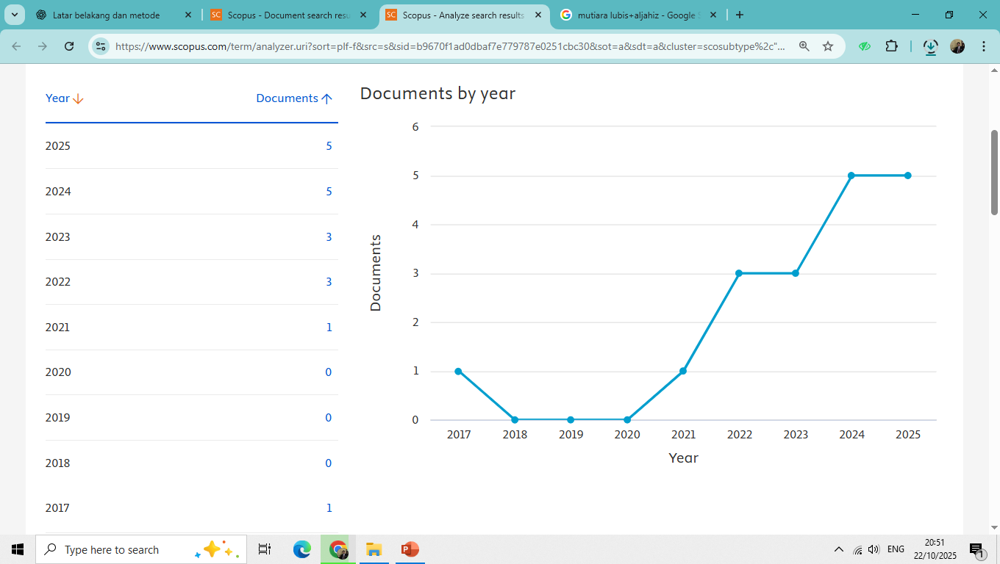 Latar belakang dan metode
SC Scopus - Document search resu
SC Scopus - Analyze search results
mutiara lubis+aljahiz - Google S
https://www.scopus.com/term/analyzer.uri?sort=plf-f&src=s&sid=b9670f1ad0dbaf7e779787e0251cbc30&sot=a&sdt=a&cluster=scosubtype%2c"...
Year Documents
2025 5
2024 5
2023 3
2022 3
2021 1
2020 0
2019 0
2018 0
2017 1
Documents by year
6
5
4
3
2
1
0
Documents
2017 2018 2019 2020 2021 2022 2023 2024 2025
Year
Type here to search
P
ENG
20:51
22/10/2025
1